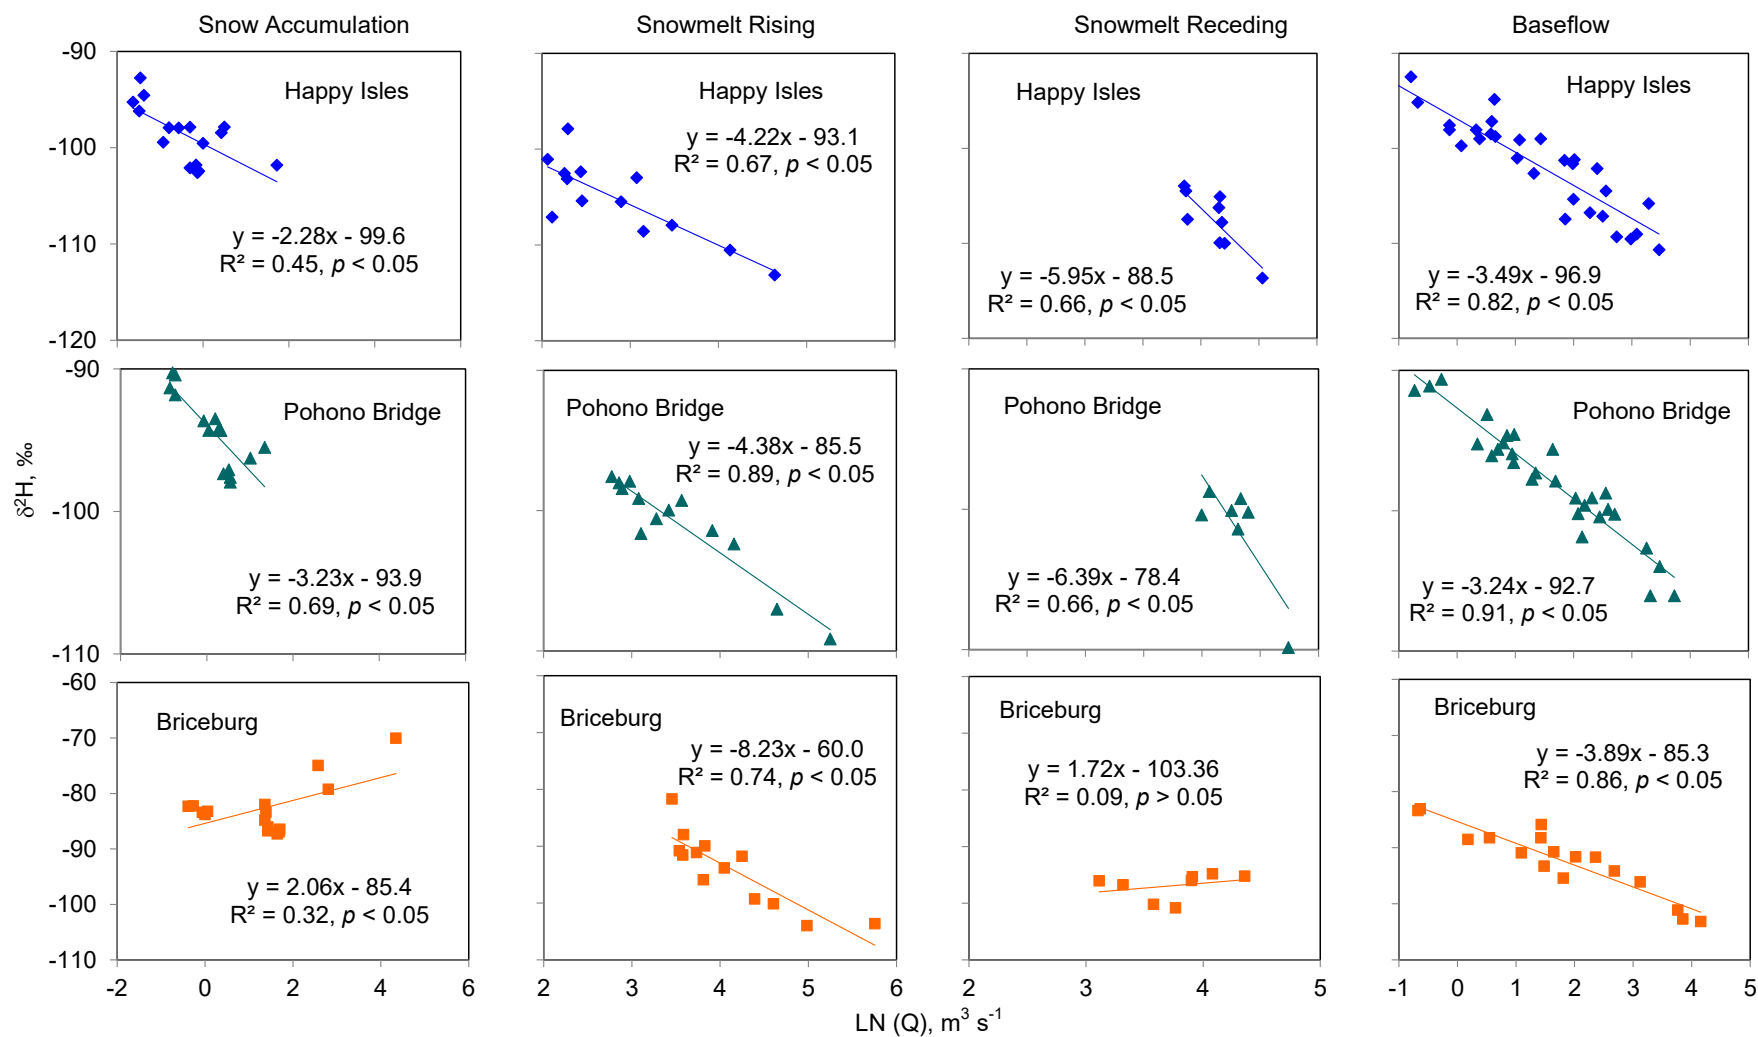 Snow Accumulation
Snowmelt Rising
Snowmelt Receding
Baseflow
-90
-100
-110
-120
Happy Isles
y = -2.28x - 99.6
R² = 0.45, p < 0.05
Happy Isles
y = -4.22x - 93.1
R² = 0.67, p < 0.05
Happy Isles
y = -5.95x - 88.5
R² = 0.66, p < 0.05
Happy Isles
y = -3.49x - 96.9
R² = 0.82, p < 0.05
δ²H, ‰
-90
-100
-110
Pohono Bridge
y = -3.23x - 93.9
R² = 0.69, p < 0.05
Pohono Bridge
y = -4.38x - 85.5
R² = 0.89, p < 0.05
Pohono Bridge
y = -6.39x - 78.4
R² = 0.66, p < 0.05
Pohono Bridge
y = -3.24x - 92.7
R² = 0.91, p < 0.05
-60
-70
-80
-90
-100
-110
Briceburg
y = 2.06x - 85.4
R² = 0.32, p < 0.05
Briceburg
y = -8.23x - 60.0
R² = 0.74, p < 0.05
Briceburg
y = 1.72x - 103.36
R² = 0.09, p > 0.05
Briceburg
y = -3.89x - 85.3
R² = 0.86, p < 0.05
-2 0 2 4 6
2 3 4 5 6
2 3 4 5
-1 0 1 2 3 4 5
LN (Q), m³ s⁻¹